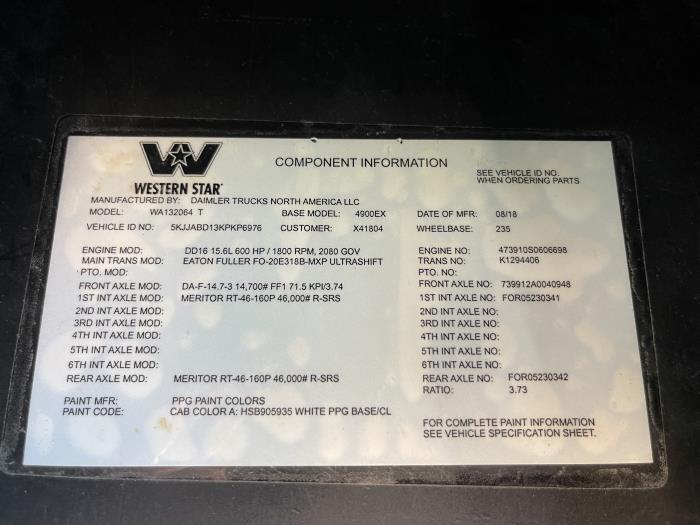 W
WESTERN STAR
COMPONENT INFORMATION
SEE VEHICLE ID NO.
WHEN ORDERING PARTS
MANUFACTURED BY: DAIMLER TRUCKS NORTH AMERICA LLC
MODEL: WA132064 T BASE MODEL: 4900EX DATE OF MFR: 08/18
VEHICLE ID NO: 5KJJABD13KPKP6976 CUSTOMER: X41804 WHEELBASE: 235
ENGINE MOD: DD16 15.6L 600 HP / 1800 RPM, 2080 GOV ENGINE NO: 473910S0606698
MAIN TRANS MOD: EATON FULLER FO-20E318B-MXP ULTRASHIFT TRANS NO: K1294406
PTO. MOD: PTO. NO:
FRONT AXLE MOD: DA-F-14.7-3 14,700# FF1 71.5 KPI/3.74 FRONT AXLE NO: 739912A0040948
1ST INT AXLE MOD: MERITOR RT-46-160P 46,000# R-SRS 1ST INT AXLE NO: FOR05230341
2ND INT AXLE MOD: 2ND INT AXLE NO:
3RD INT AXLE MOD: 3RD INT AXLE NO:
4TH INT AXLE MOD: 4TH INT AXLE NO:
5TH INT AXLE MOD: 5TH INT AXLE NO:
6TH INT AXLE MOD: 6TH INT AXLE NO:
REAR AXLE MOD: MERITOR RT-46-160P 46,000# R-SRS REAR AXLE NO: FOR05230342
RATIO: 3.73
PAINT MFR: PPG PAINT COLORS
PAINT CODE: CAB COLOR A: HSB905935 WHITE PPG BASE/CL
FOR COMPLETE PAINT INFORMATION
SEE VEHICLE SPECIFICATION SHEET.